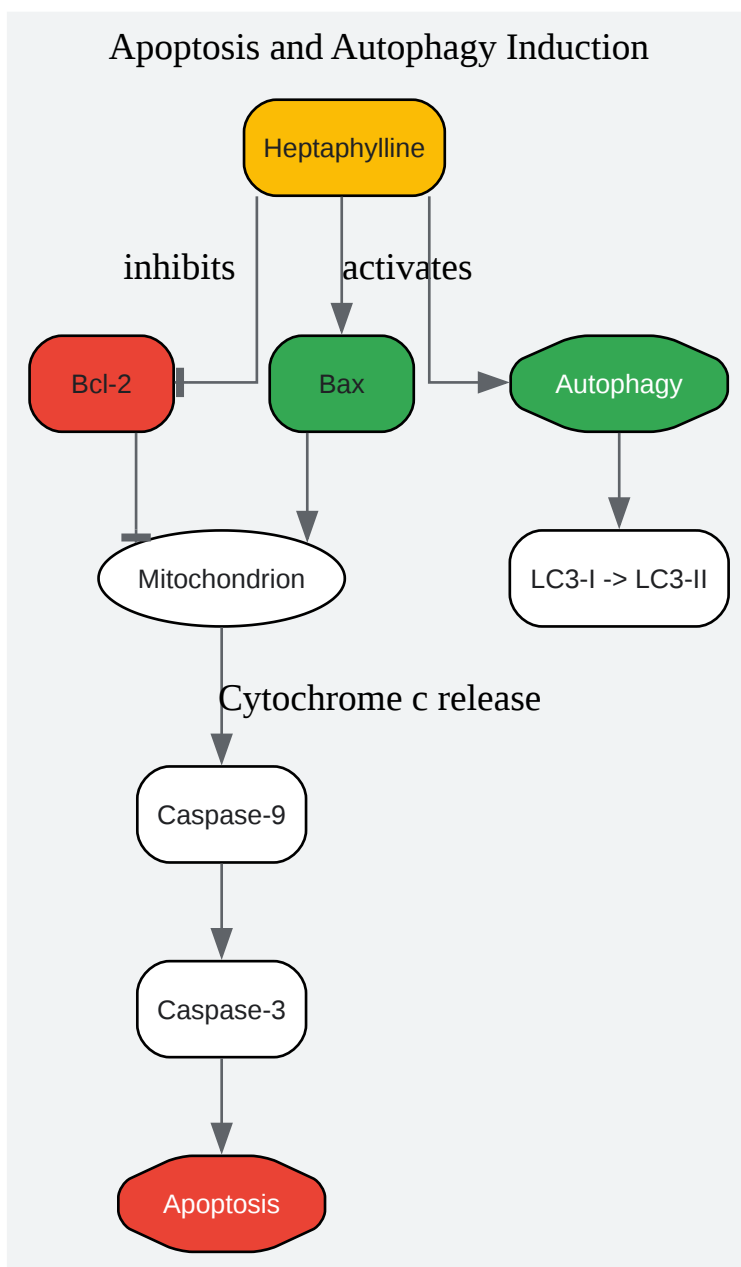 Apoptosis and Autophagy Induction
Heptaphylline
inhibits
activates
Bcl-2
Bax
Autophagy
Mitochondrion
LC3-I -> LC3-II
Cytochrome c release
Caspase-9
Caspase-3
Apoptosis